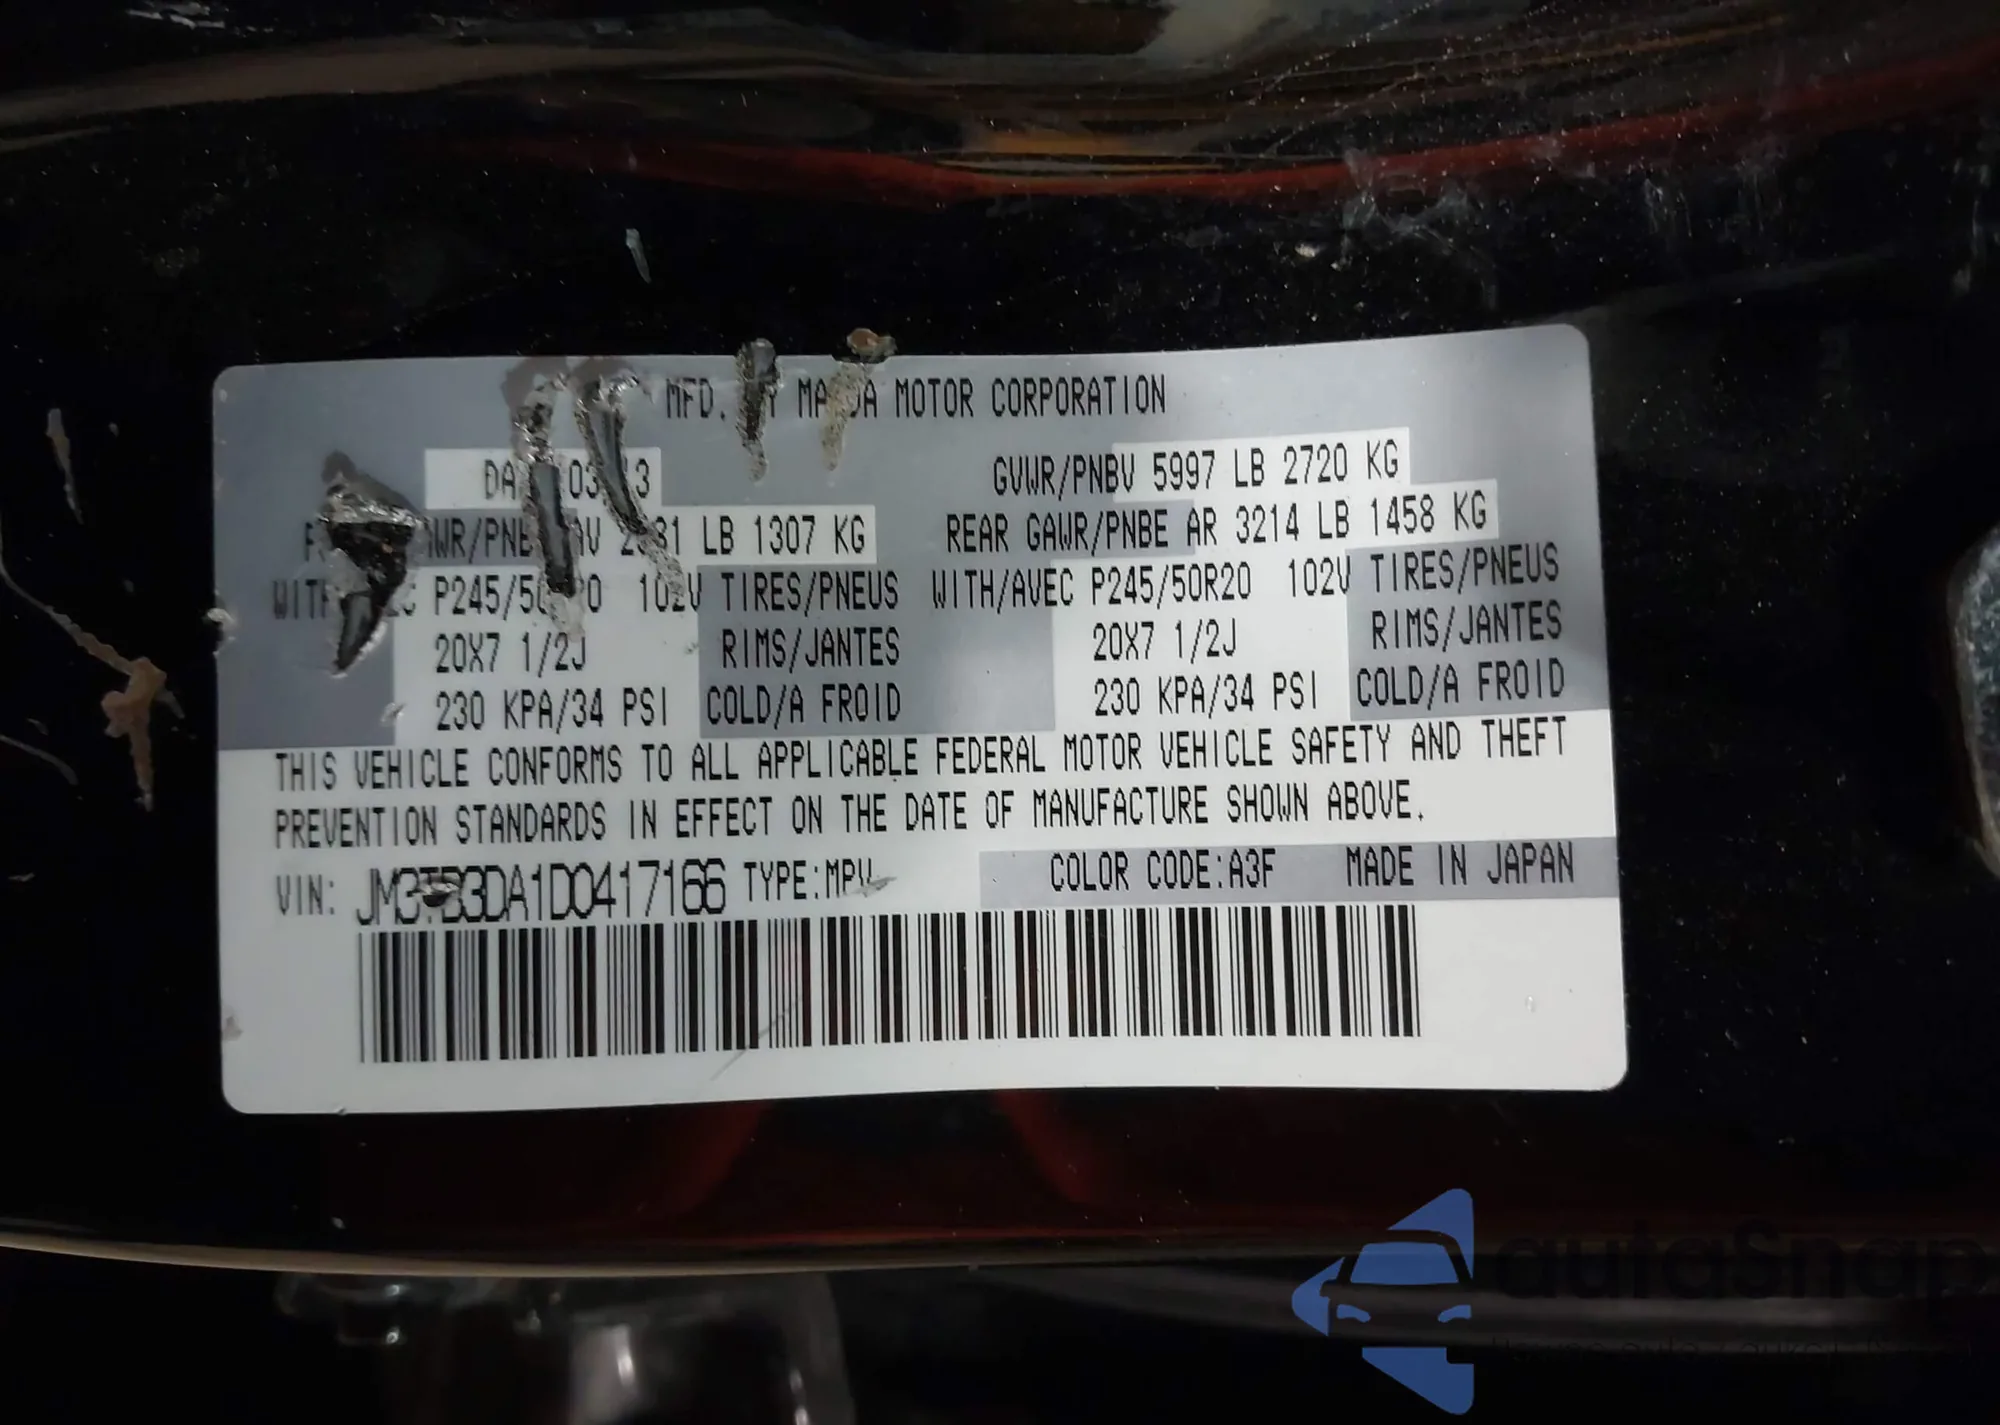 MFD. MOTOR CORPORATION
GVWR/PNBV 5997 LB 2720 KG
LB 1307 KG
REAR GAWR/PNBE AR 3214 LB 1458 KG
102V TIRES/PNEUS
WITH/AVEC P245/50R20 102V TIRES/PNEUS
20X7 1/2J RIMS/JANTES
20X7 1/2J RIMS/JANTES
230 KPA/34 PSI COLD/A FROID
230 KPA/34 PSI COLD/A FROID
THIS VEHICLE CONFORMS TO ALL APPLICABLE FEDERAL MOTOR VEHICLE SAFETY AND THEFT
PREVENTION STANDARDS IN EFFECT ON THE DATE OF MANUFACTURE SHOWN ABOVE.
VIN: JM3TB3DA1D0417166 TYPE:MPV COLOR CODE:A3F MADE IN JAPAN
autoSnap